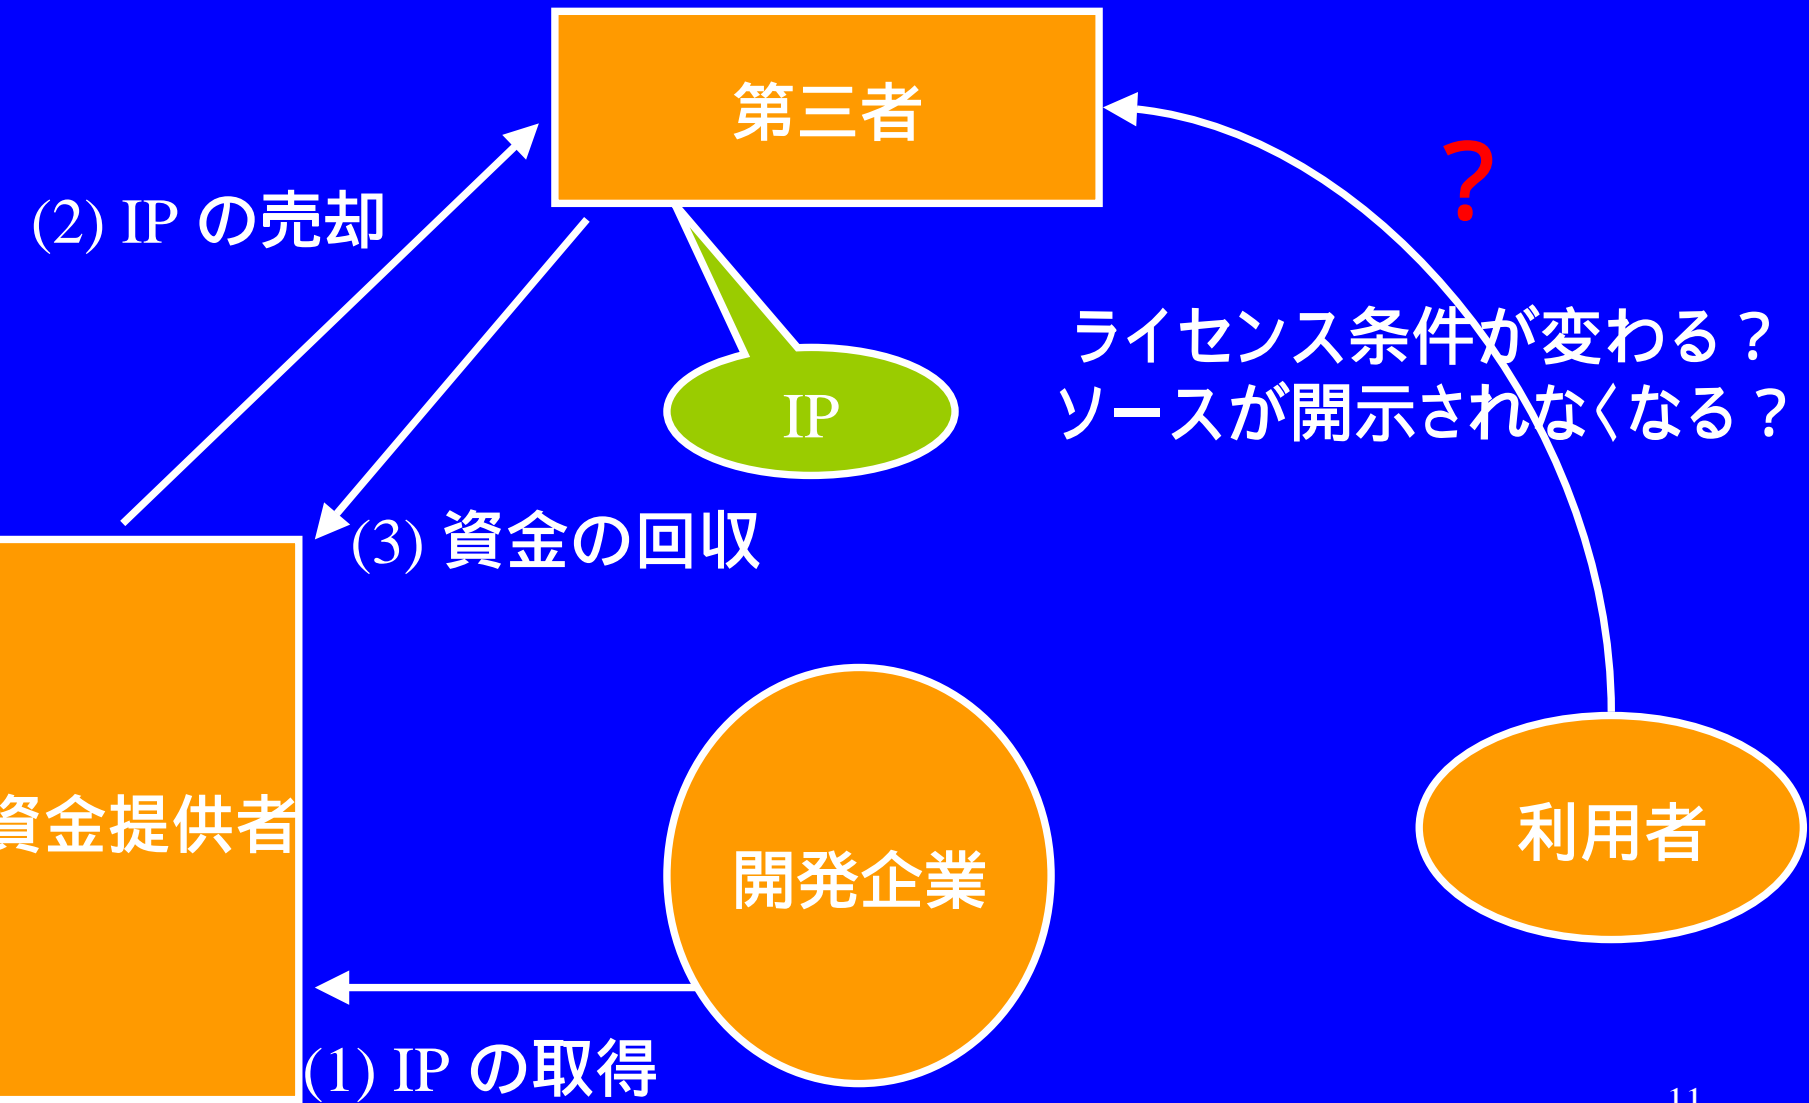 第三者
(2) IP の売却
?
ライセンス条件が変わる？
ソースが開示されなくなる？
IP
(3) 資金の回収
資金提供者
開発企業
利用者
(1) IP の取得
11